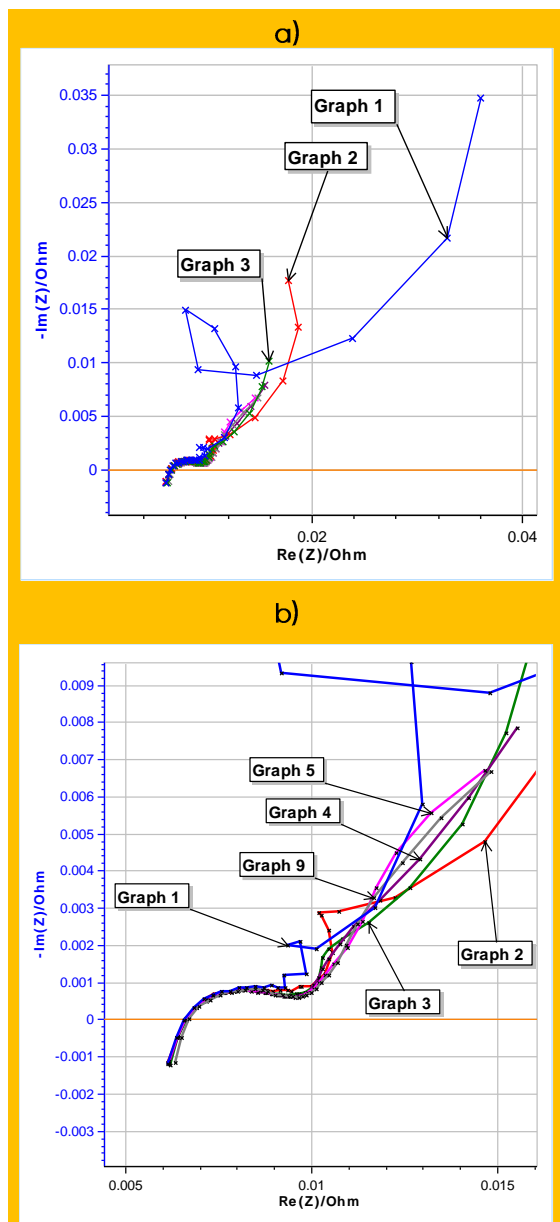 a)
0.035
0.03
0.025
0.02
0.015
0.01
0.005
0
-Im(Z)/Ohm
Graph 1
Graph 2
Graph 3
0.02
0.04
Re(Z)/Ohm
b)
0.009
0.008
0.007
0.006
0.005
0.004
0.003
0.002
0.001
0
-0.001
-0.002
-0.003
-Im(Z)/Ohm
Graph 5
Graph 4
Graph 9
Graph 1
Graph 2
Graph 3
0.005
0.01
0.015
Re(Z)/Ohm